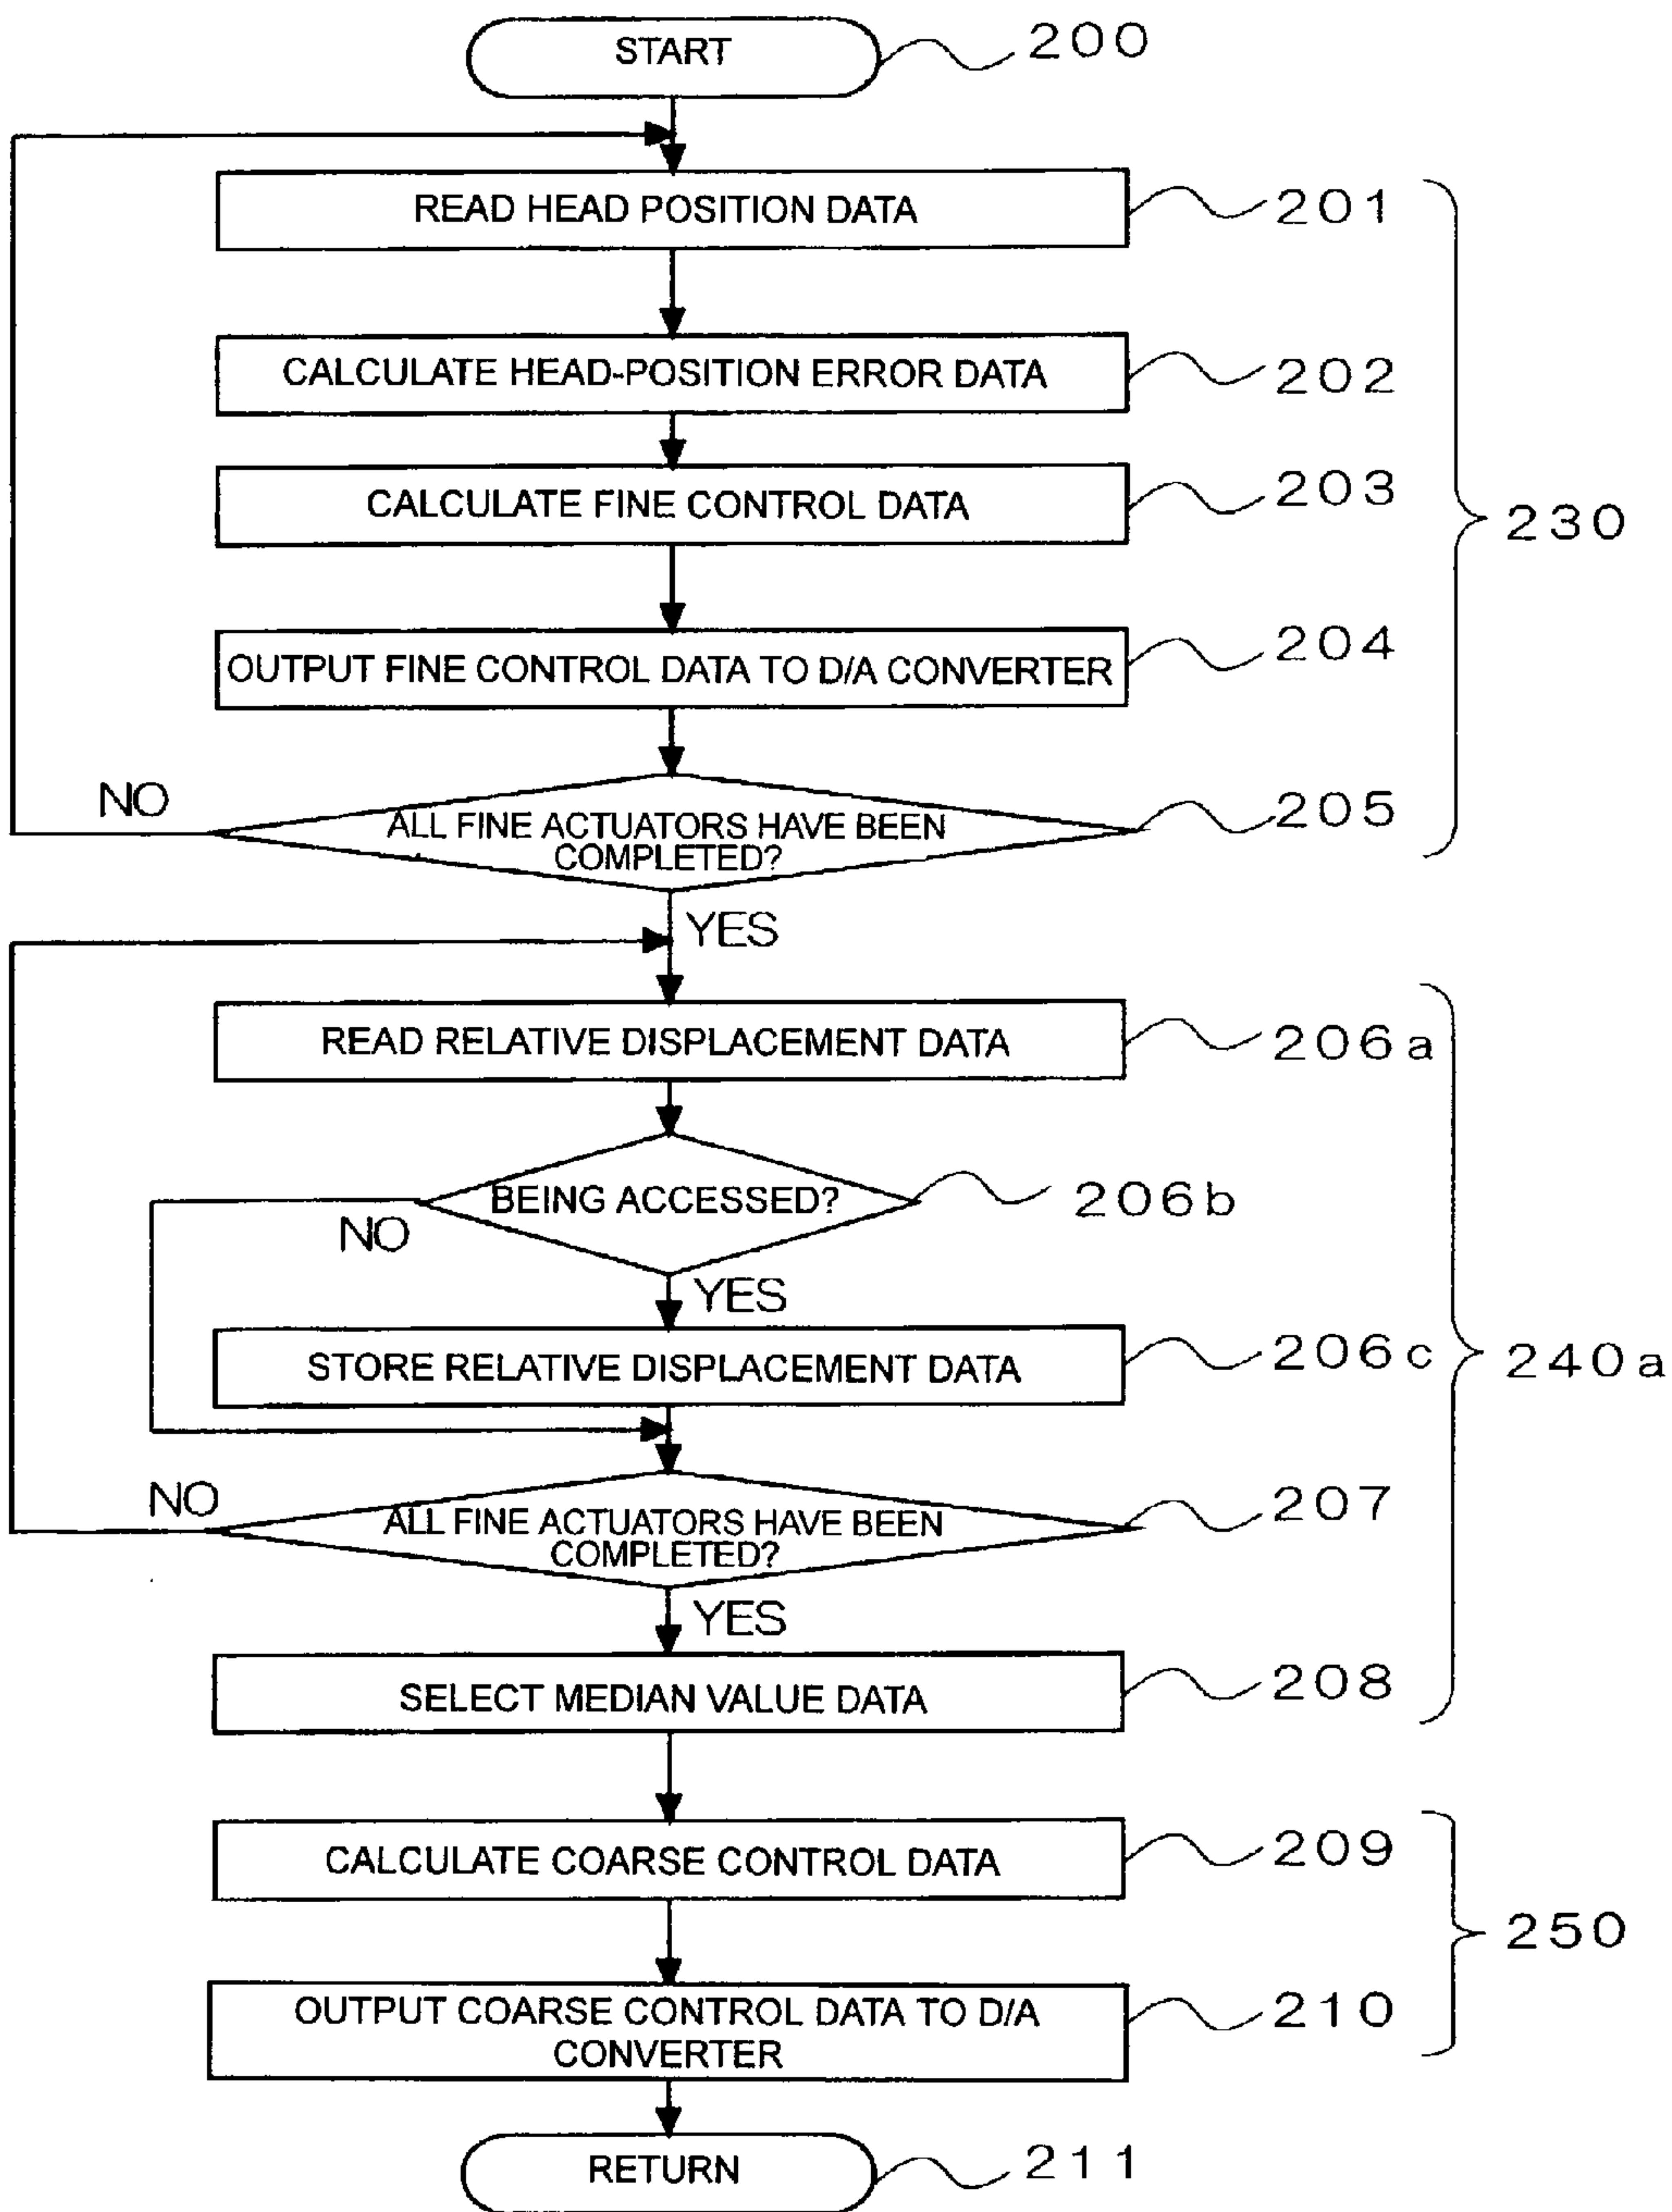 START
200
READ HEAD POSITION DATA
201
CALCULATE HEAD-POSITION ERROR DATA
202
CALCULATE FINE CONTROL DATA
203
230
OUTPUT FINE CONTROL DATA TO D/A CONVERTER
204
NO
ALL FINE ACTUATORS HAVE BEEN
COMPLETED?
205
YES
READ RELATIVE DISPLACEMENT DATA
206a
BEING ACCESSED?
206b
NO
YES
STORE RELATIVE DISPLACEMENT DATA
206c
240a
NO
ALL FINE ACTUATORS HAVE BEEN
COMPLETED?
207
YES
SELECT MEDIAN VALUE DATA
208
CALCULATE COARSE CONTROL DATA
209
250
OUTPUT COARSE CONTROL DATA TO D/A
CONVERTER
210
RETURN
211